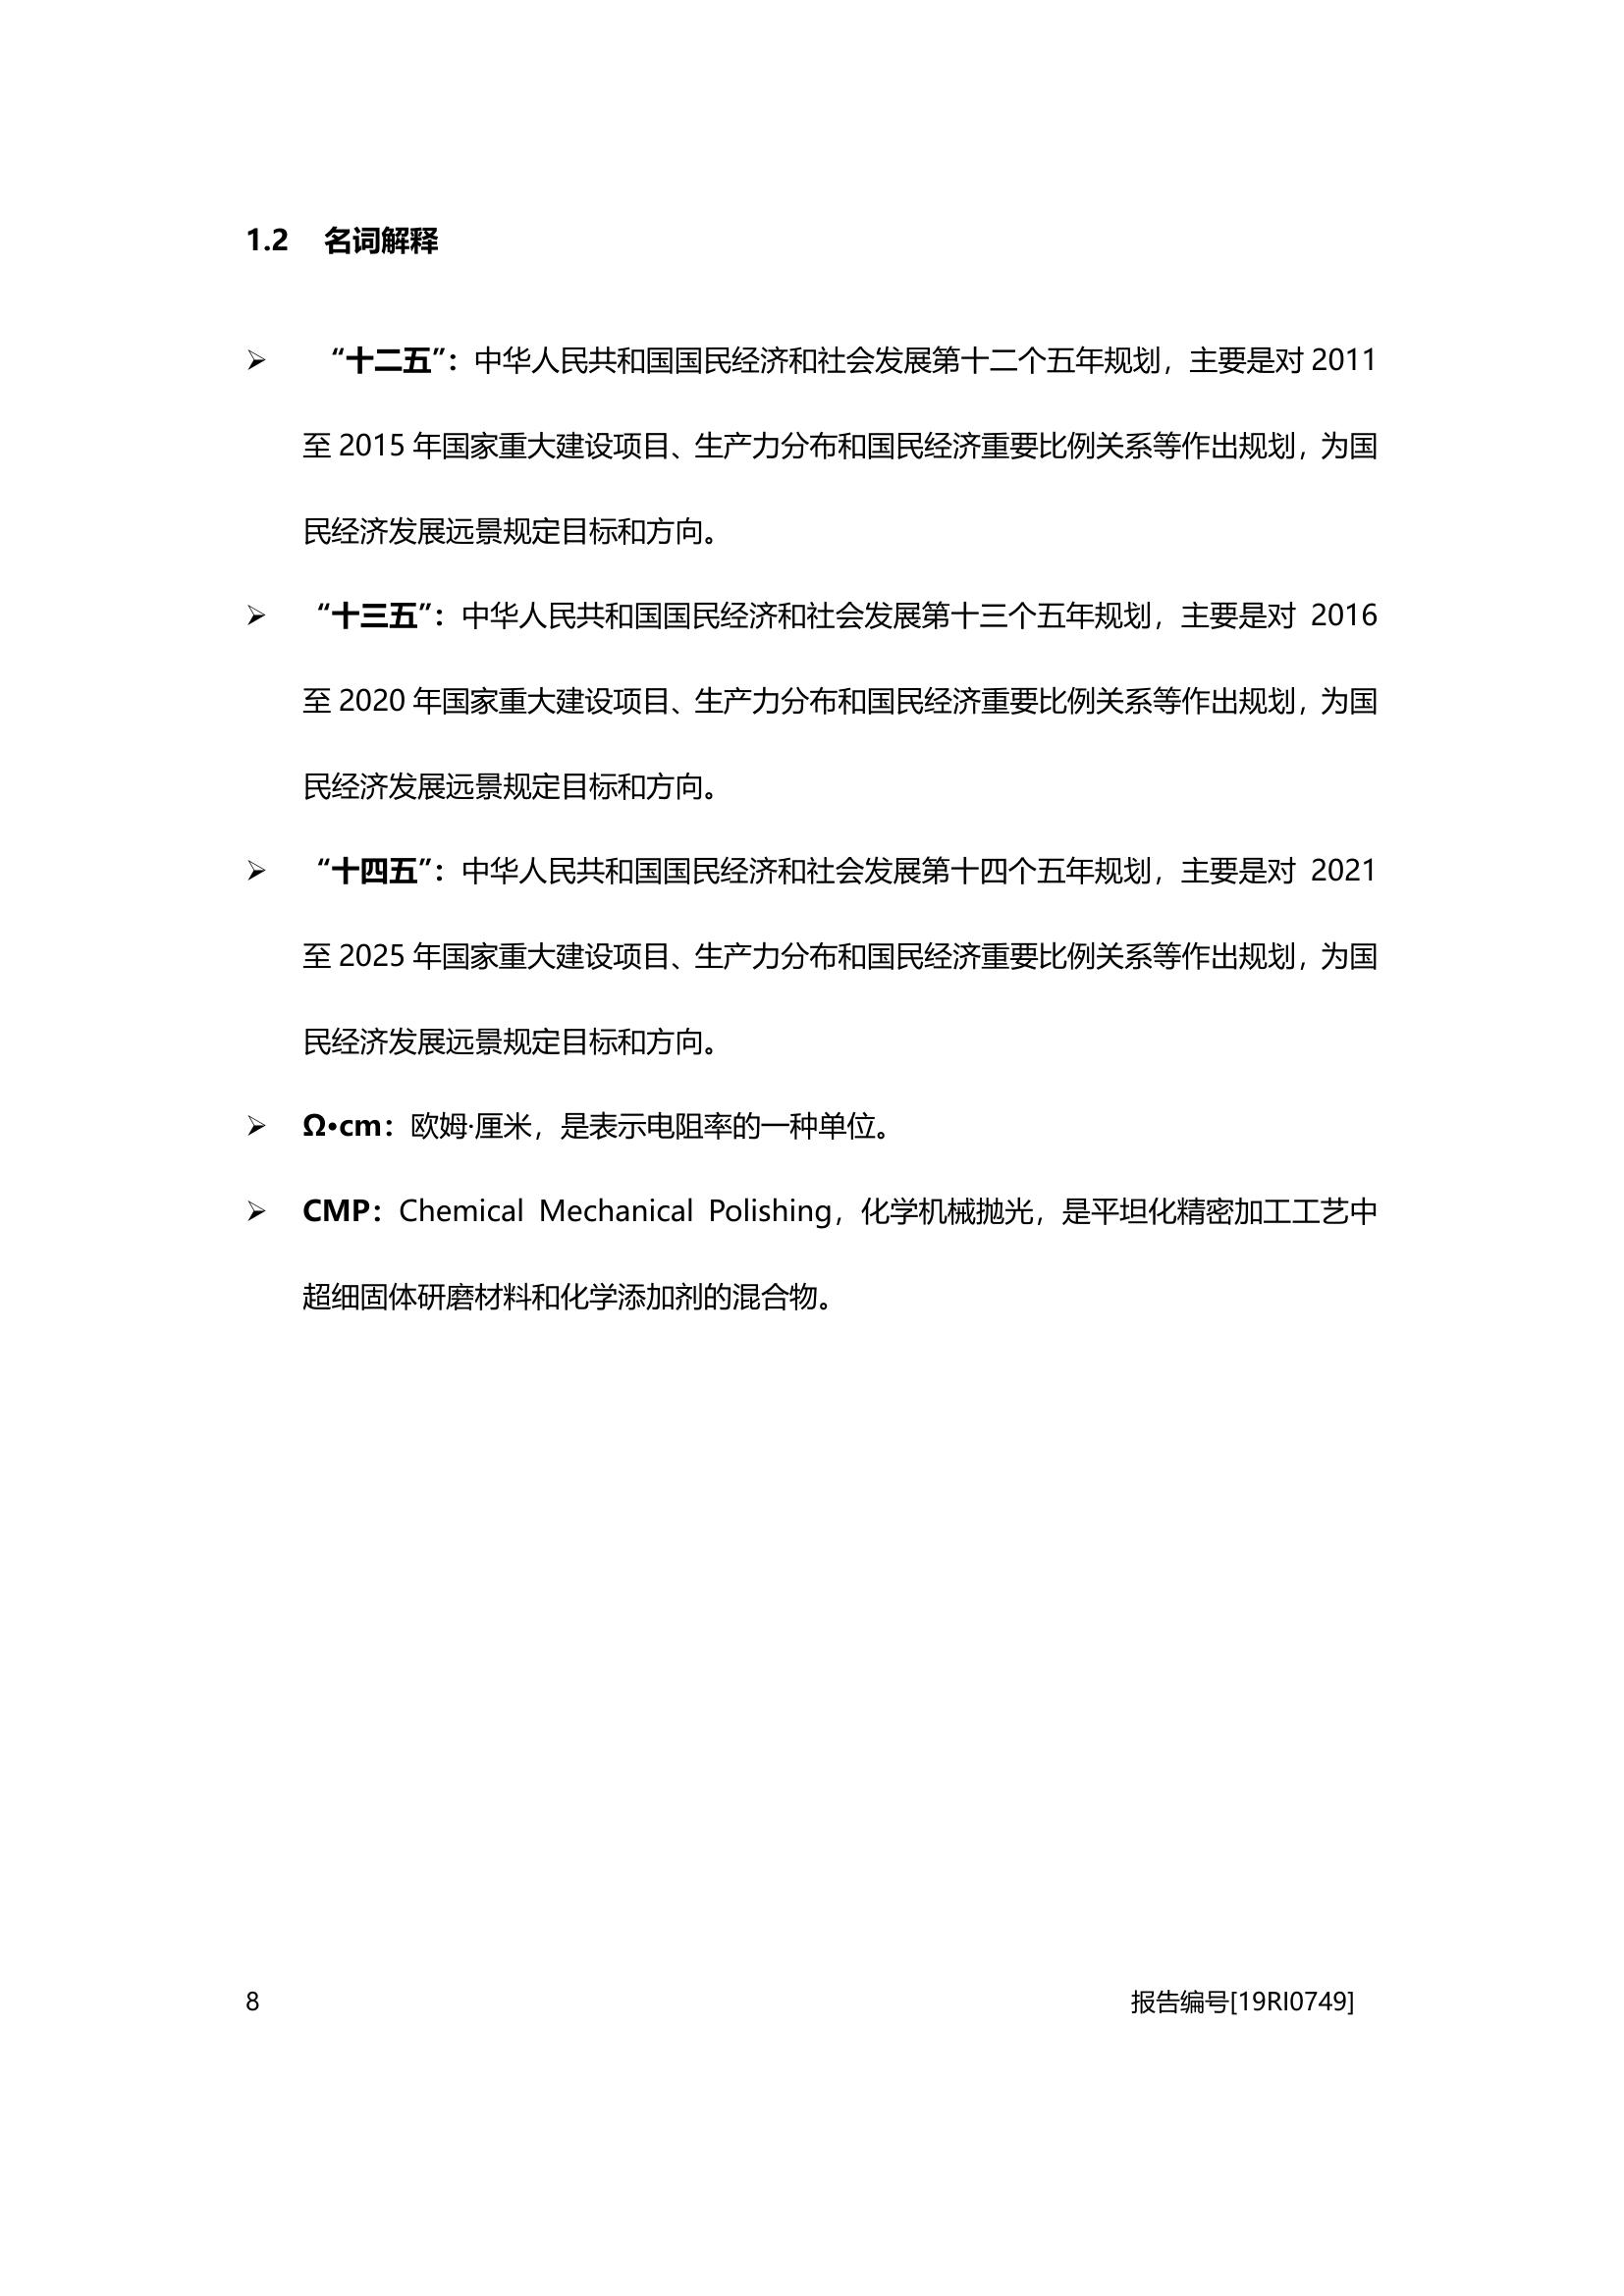 1.2 名词解释
➢ “十二五”：中华人民共和国国民经济和社会发展第十二个五年规划，主要是对 2011
至 2015 年国家重大建设项目、生产力分布和国民经济重要比例关系等作出规划，为国
民经济发展远景规定目标和方向。
➢ “十三五”：中华人民共和国国民经济和社会发展第十三个五年规划，主要是对 2016
至 2020 年国家重大建设项目、生产力分布和国民经济重要比例关系等作出规划，为国
民经济发展远景规定目标和方向。
➢ “十四五”：中华人民共和国国民经济和社会发展第十四个五年规划，主要是对 2021
至 2025 年国家重大建设项目、生产力分布和国民经济重要比例关系等作出规划，为国
民经济发展远景规定目标和方向。
➢ Ω•cm：欧姆·厘米，是表示电阻率的一种单位。
➢ CMP：Chemical Mechanical Polishing，化学机械抛光，是平坦化精密加工工艺中
超细固体研磨材料和化学添加剂的混合物。
8 报告编号[19RI0749]